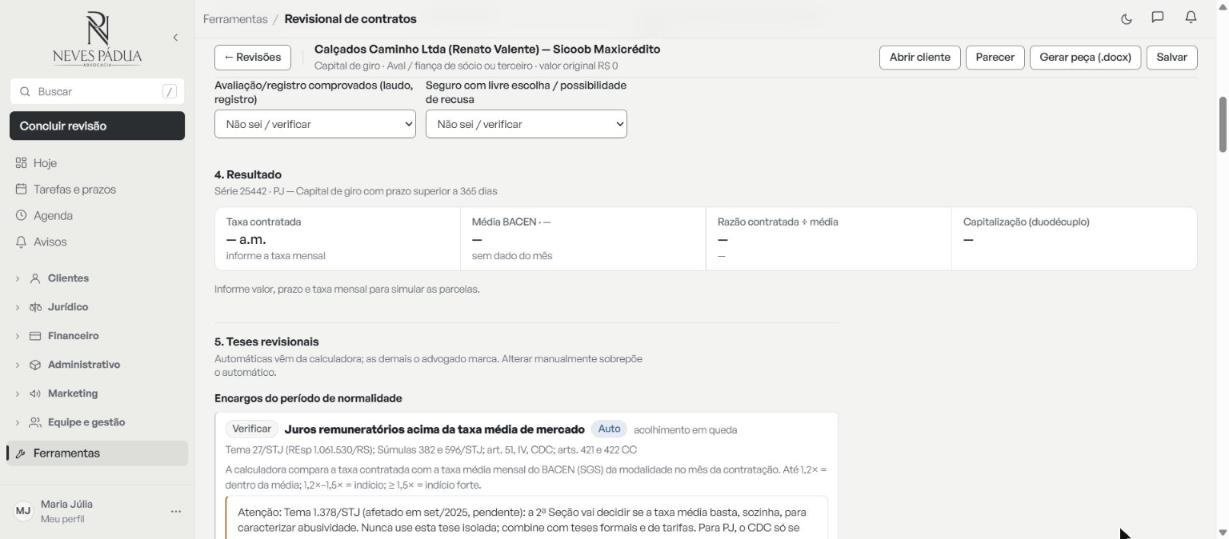 NEVES PÁDUA
ADVOCACIA
Buscar
/
Concluir revisão
Hoje
Tarefas e prazos
Agenda
Avisos
Clientes
Jurídico
Financeiro
Administrativo
Marketing
Equipe e gestão
Ferramentas
MJ
Maria Júlia
Meu perfil
Ferramentas / Revisional de contratos
← Revisões
Calçados Caminho Ltda (Renato Valente) — Sicoob Maxicrédito
Capital de giro · Aval / fiança de sócio ou terceiro · valor original R$ 0
Abrir cliente
Parecer
Gerar peça (.docx)
Salvar
Avaliação/registro comprovados (laudo, registro)
Não sei / verificar
Seguro com livre escolha / possibilidade de recusa
Não sei / verificar
4. Resultado
Série 25442 · PJ — Capital de giro com prazo superior a 365 dias
Taxa contratada
— a.m.
informe a taxa mensal
Média BACEN · —
—
sem dado do mês
Razão contratada ÷ média
—
—
Capitalização (duodécuplo)
—
Informe valor, prazo e taxa mensal para simular as parcelas.
5. Teses revisionais
Automáticas vêm da calculadora; as demais o advogado marca. Alterar manualmente sobrepõe
o automático.
Encargos do período de normalidade
Verificar Juros remuneratórios acima da taxa média de mercado Auto acolhimento em queda
Tema 27/STJ (REsp 1.061.530/RS); Súmulas 382 e 596/STJ; art. 51, IV, CDC; arts. 421 e 422 CC
A calculadora compara a taxa contratada com a taxa média mensal do BACEN (SGS) da modalidade no mês da contratação. Até 1,2× =
dentro da média; 1,2×–1,5× = indício; ≥ 1,5× = indício forte.
Atenção: Tema 1.378/STJ (afetado em set/2025, pendente): a 2ª Seção vai decidir se a taxa média basta, sozinha, para
caracterizar abusividade. Nunca use esta tese isolada; combine com teses formais e de tarifas. Para PJ, o CDC só se